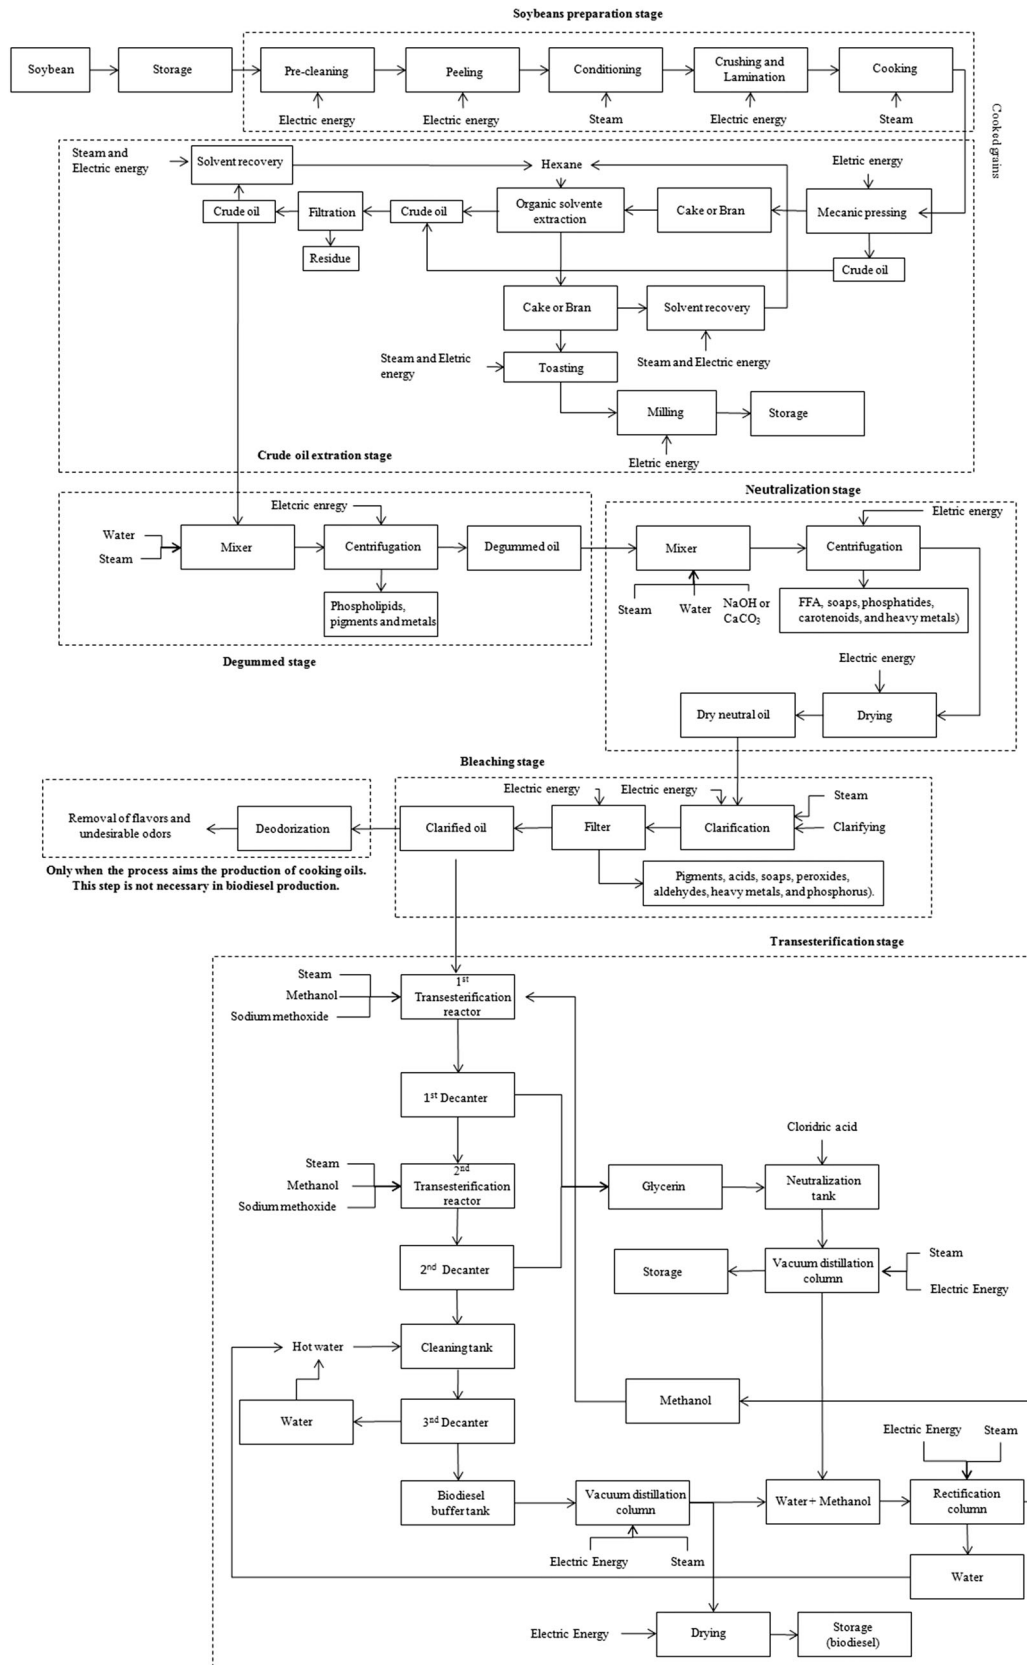 Soybeans preparation stage
Soybean
Storage
Pre-cleaning
Peeling
Conditioning
Crushing and
Lamination
Cooking
Electric energy
Electric energy
Steam
Electric energy
Steam
Cooked grains
Steam and
Electric energy
Solvent recovery
Hexane
Eletric energy
Crude oil
Filtration
Crude oil
Organic solvente
extraction
Cake or Bran
Mecanic pressing
Residue
Crude oil
Cake or Bran
Solvent recovery
Steam and Eletric
energy
Steam and Electric energy
Toasting
Milling
Storage
Eletric energy
Crude oil extration stage
Neutralization stage
Eletcric enregy
Eletric energy
Water
Steam
Mixer
Centrifugation
Degummed oil
Mixer
Centrifugation
Phospholipids,
pigments and metals
Steam
Water
NaOH or
CaCO₃
FFA, soaps, phosphatides,
carotenoids, and heavy metals)
Degummed stage
Electric energy
Dry neutral oil
Drying
Bleaching stage
Electric energy
Electric energy
Steam
Removal of flavors and
undesirable odors
Deodorization
Clarified oil
Filter
Clarification
Clarifying
Only when the process aims the production of cooking oils.
This step is not necessary in biodiesel production.
Pigments, acids, soaps, peroxides,
aldehydes, heavy metals, and phosphorus).
Transesterification stage
Steam
Methanol
Sodium methoxide
1st
Transesterification
reactor
1st Decanter
Cloridric acid
Steam
Methanol
Sodium methoxide
2nd
Transesterification
reactor
Glycerin
Neutralization
tank
2nd Decanter
Storage
Vacuum distillation
column
Steam
Electric Energy
Hot water
Cleaning tank
Methanol
Water
3nd Decanter
Electric Energy
Steam
Biodiesel
buffer tank
Vacuum distillation
column
Water + Methanol
Rectification
column
Electric Energy
Steam
Water
Electric Energy
Drying
Storage
(biodiesel)